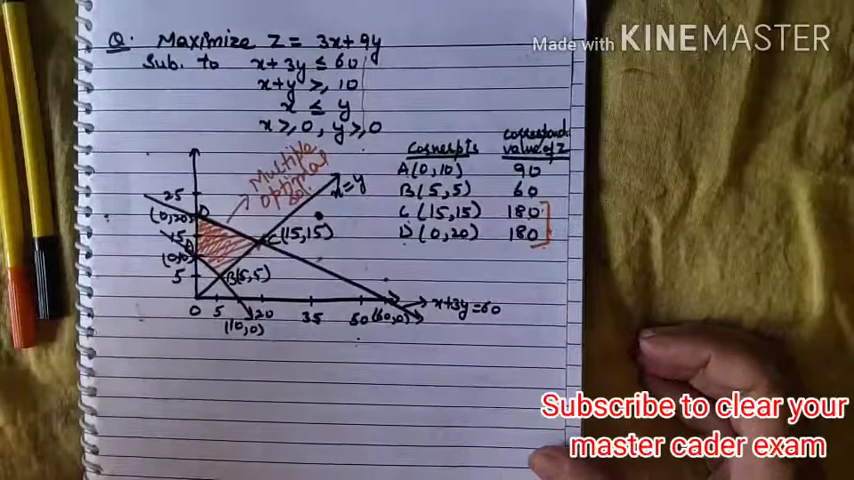 Q. Maximize Z = 3x+9y
Sub. to x+3y ≤ 60
x+y ≥ 10
x ≤ y
x ≥ 0, y ≥ 0
Made with KINEMASTER
Corner pts
correspond. value of Z
A(0,10) 90
B(5,5) 60
C(15,15) 180
D(0,20) 180
Multiple optimal sol.
x=y
25
(0,20) D
15
C(15,15)
A
(0,10)
5
B(5,5)
0 5 20 35 50 (60,0)
(10,0)
x+3y=60
Subscribe to clear your
master cader exam